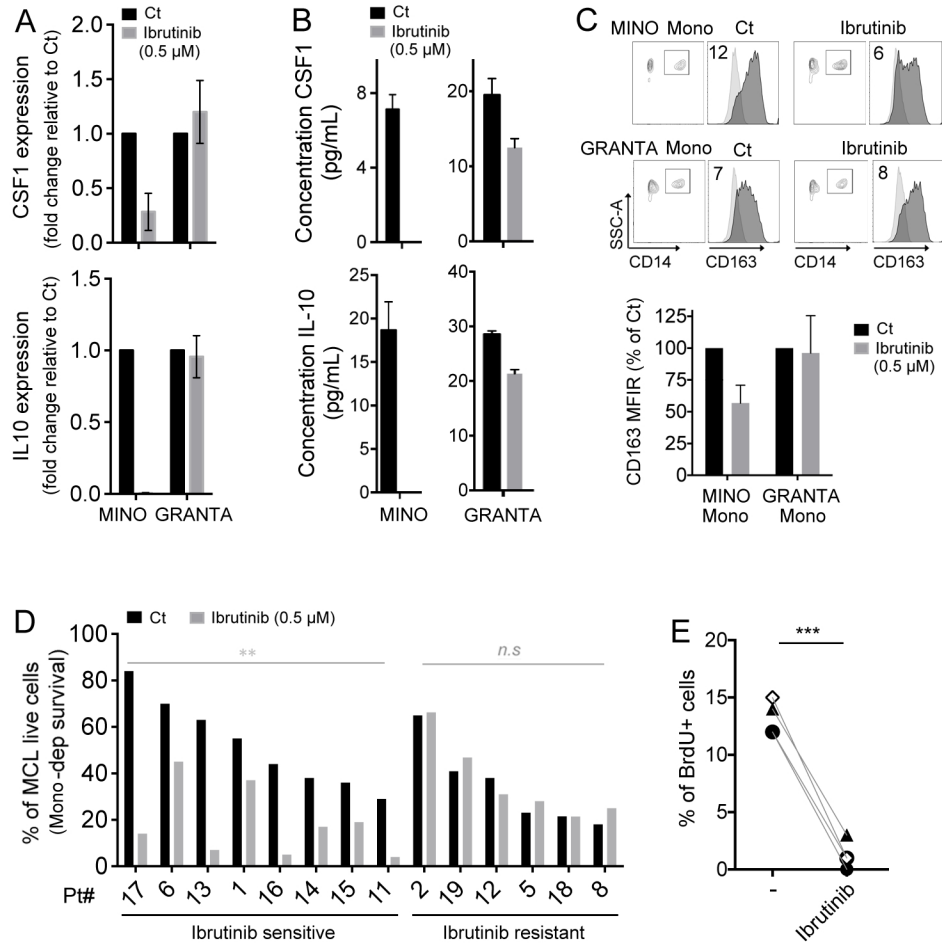 A
Ct
Ibrutinib
(0.5 µM)
CSF1 expression
(fold change relative to Ct)
2.0
1.5
1.0
0.5
0.0
IL10 expression
(fold change relative to Ct)
1.5
1.0
0.5
0.0
MINO GRANTA
B
Ct
Ibrutinib
(0.5 µM)
Concentration CSF1
(pg/mL)
8
4
0
20
10
0
Concentration IL-10
(pg/mL)
25
20
15
10
5
0
40
30
20
10
0
MINO GRANTA
C
MINO Mono Ct Ibrutinib
12 6
GRANTA Mono Ct Ibrutinib
7 8
SSC-A
CD14 CD163 CD14 CD163
CD163 MFIR (% of Ct)
125
100
75
50
25
0
MINO
Mono
GRANTA
Mono
Ct
Ibrutinib
(0.5 µM)
D
Ct Ibrutinib (0.5 µM)
% of MCL live cells
(Mono-dep survival)
100
80
60
40
20
0
** n.s
Pt# 17 6 13 1 16 14 15 11 2 19 12 5 18 8
Ibrutinib sensitive Ibrutinib resistant
E
% of BrdU+ cells
20
15
10
5
0
***
- Ibrutinib